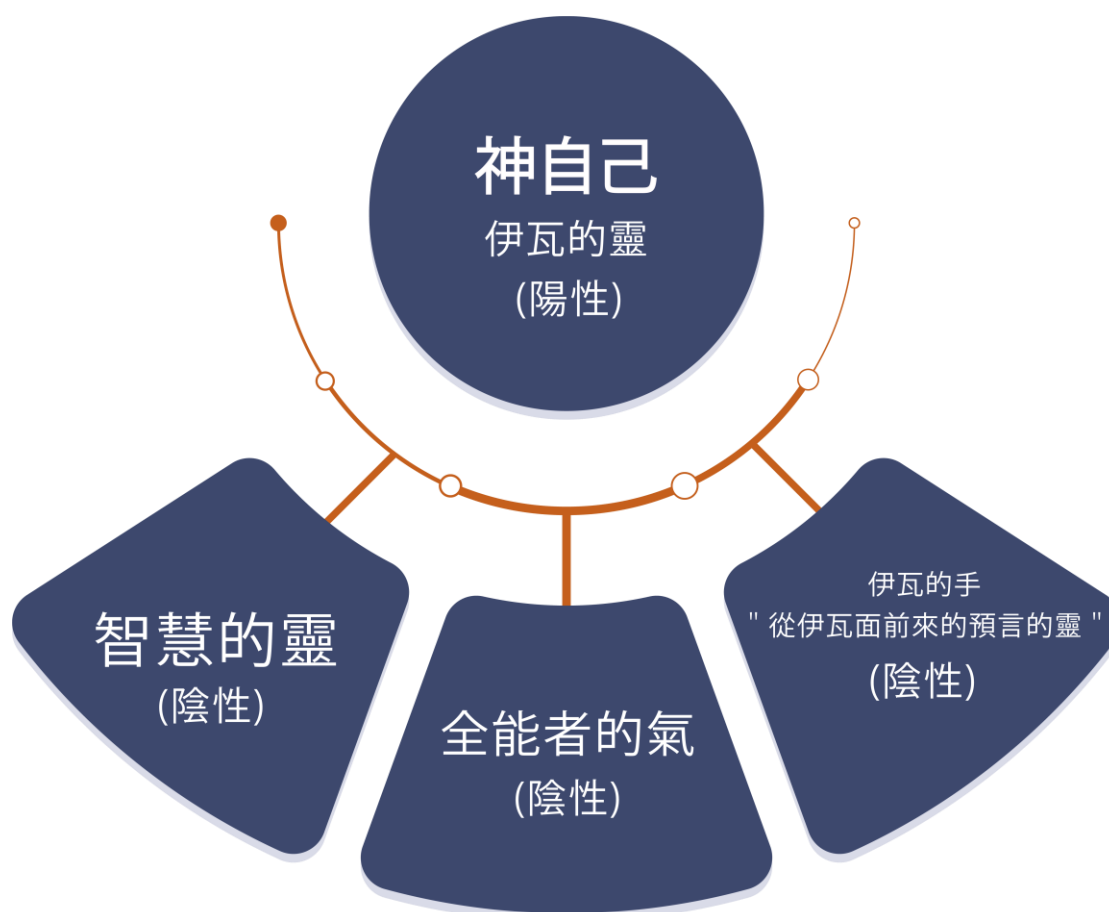 神自己
伊瓦的靈
(陽性)
智慧的靈
(陰性)
全能者的氣
(陰性)
伊瓦的手
" 從伊瓦面前來的預言的靈 "
(陰性)